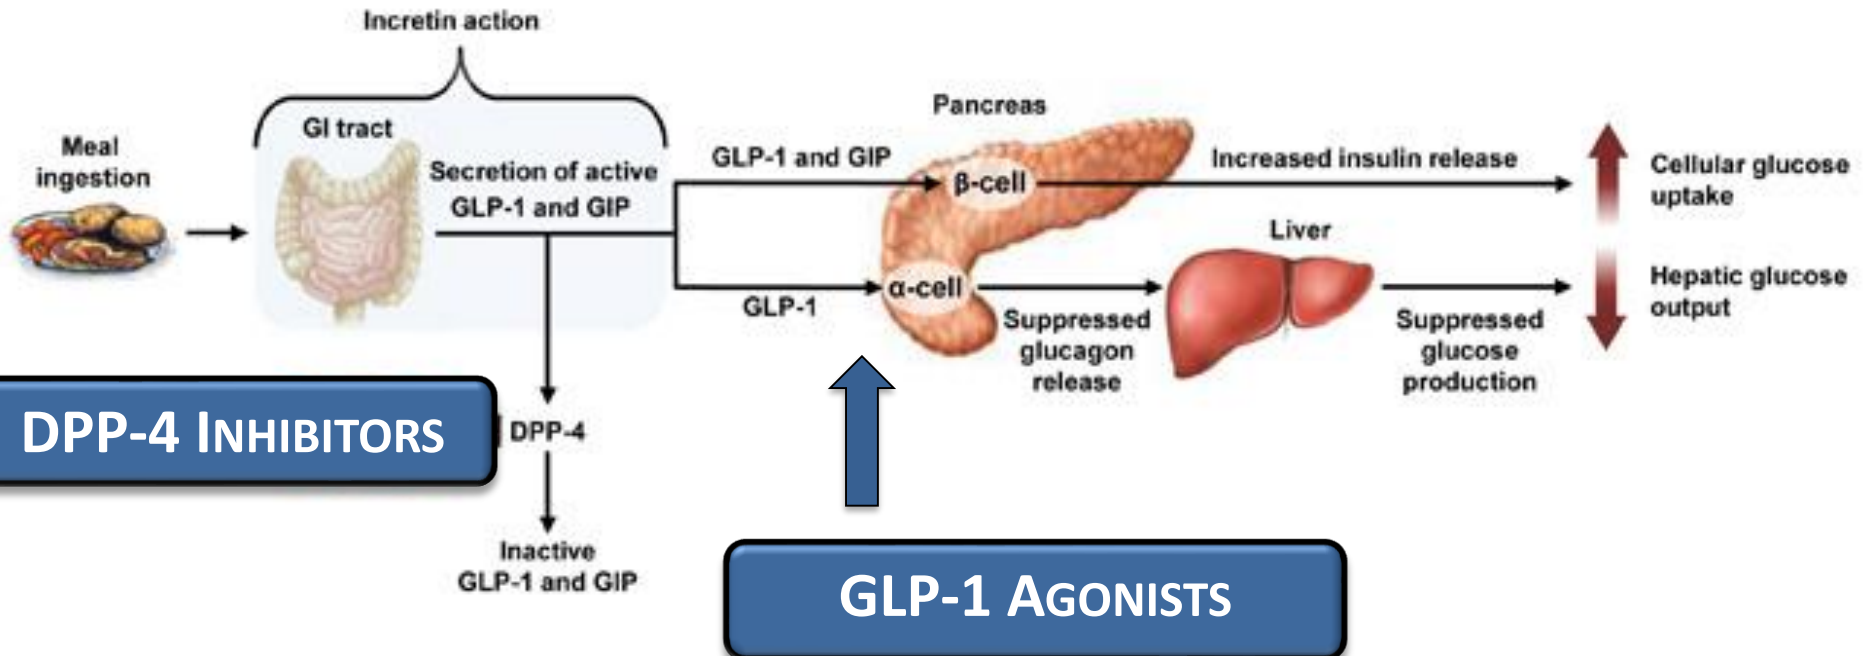 Incretin action
GI tract
Meal
ingestion
Secretion of active
GLP-1 and GIP
GLP-1 and GIP
Pancreas
β-cell
Increased insulin release
Cellular glucose
uptake
GLP-1
α-cell
Suppressed
glucagon
release
Liver
Suppressed
glucose
production
Hepatic glucose
output
DPP-4 INHIBITORS
DPP-4
Inactive
GLP-1 and GIP
GLP-1 AGONISTS